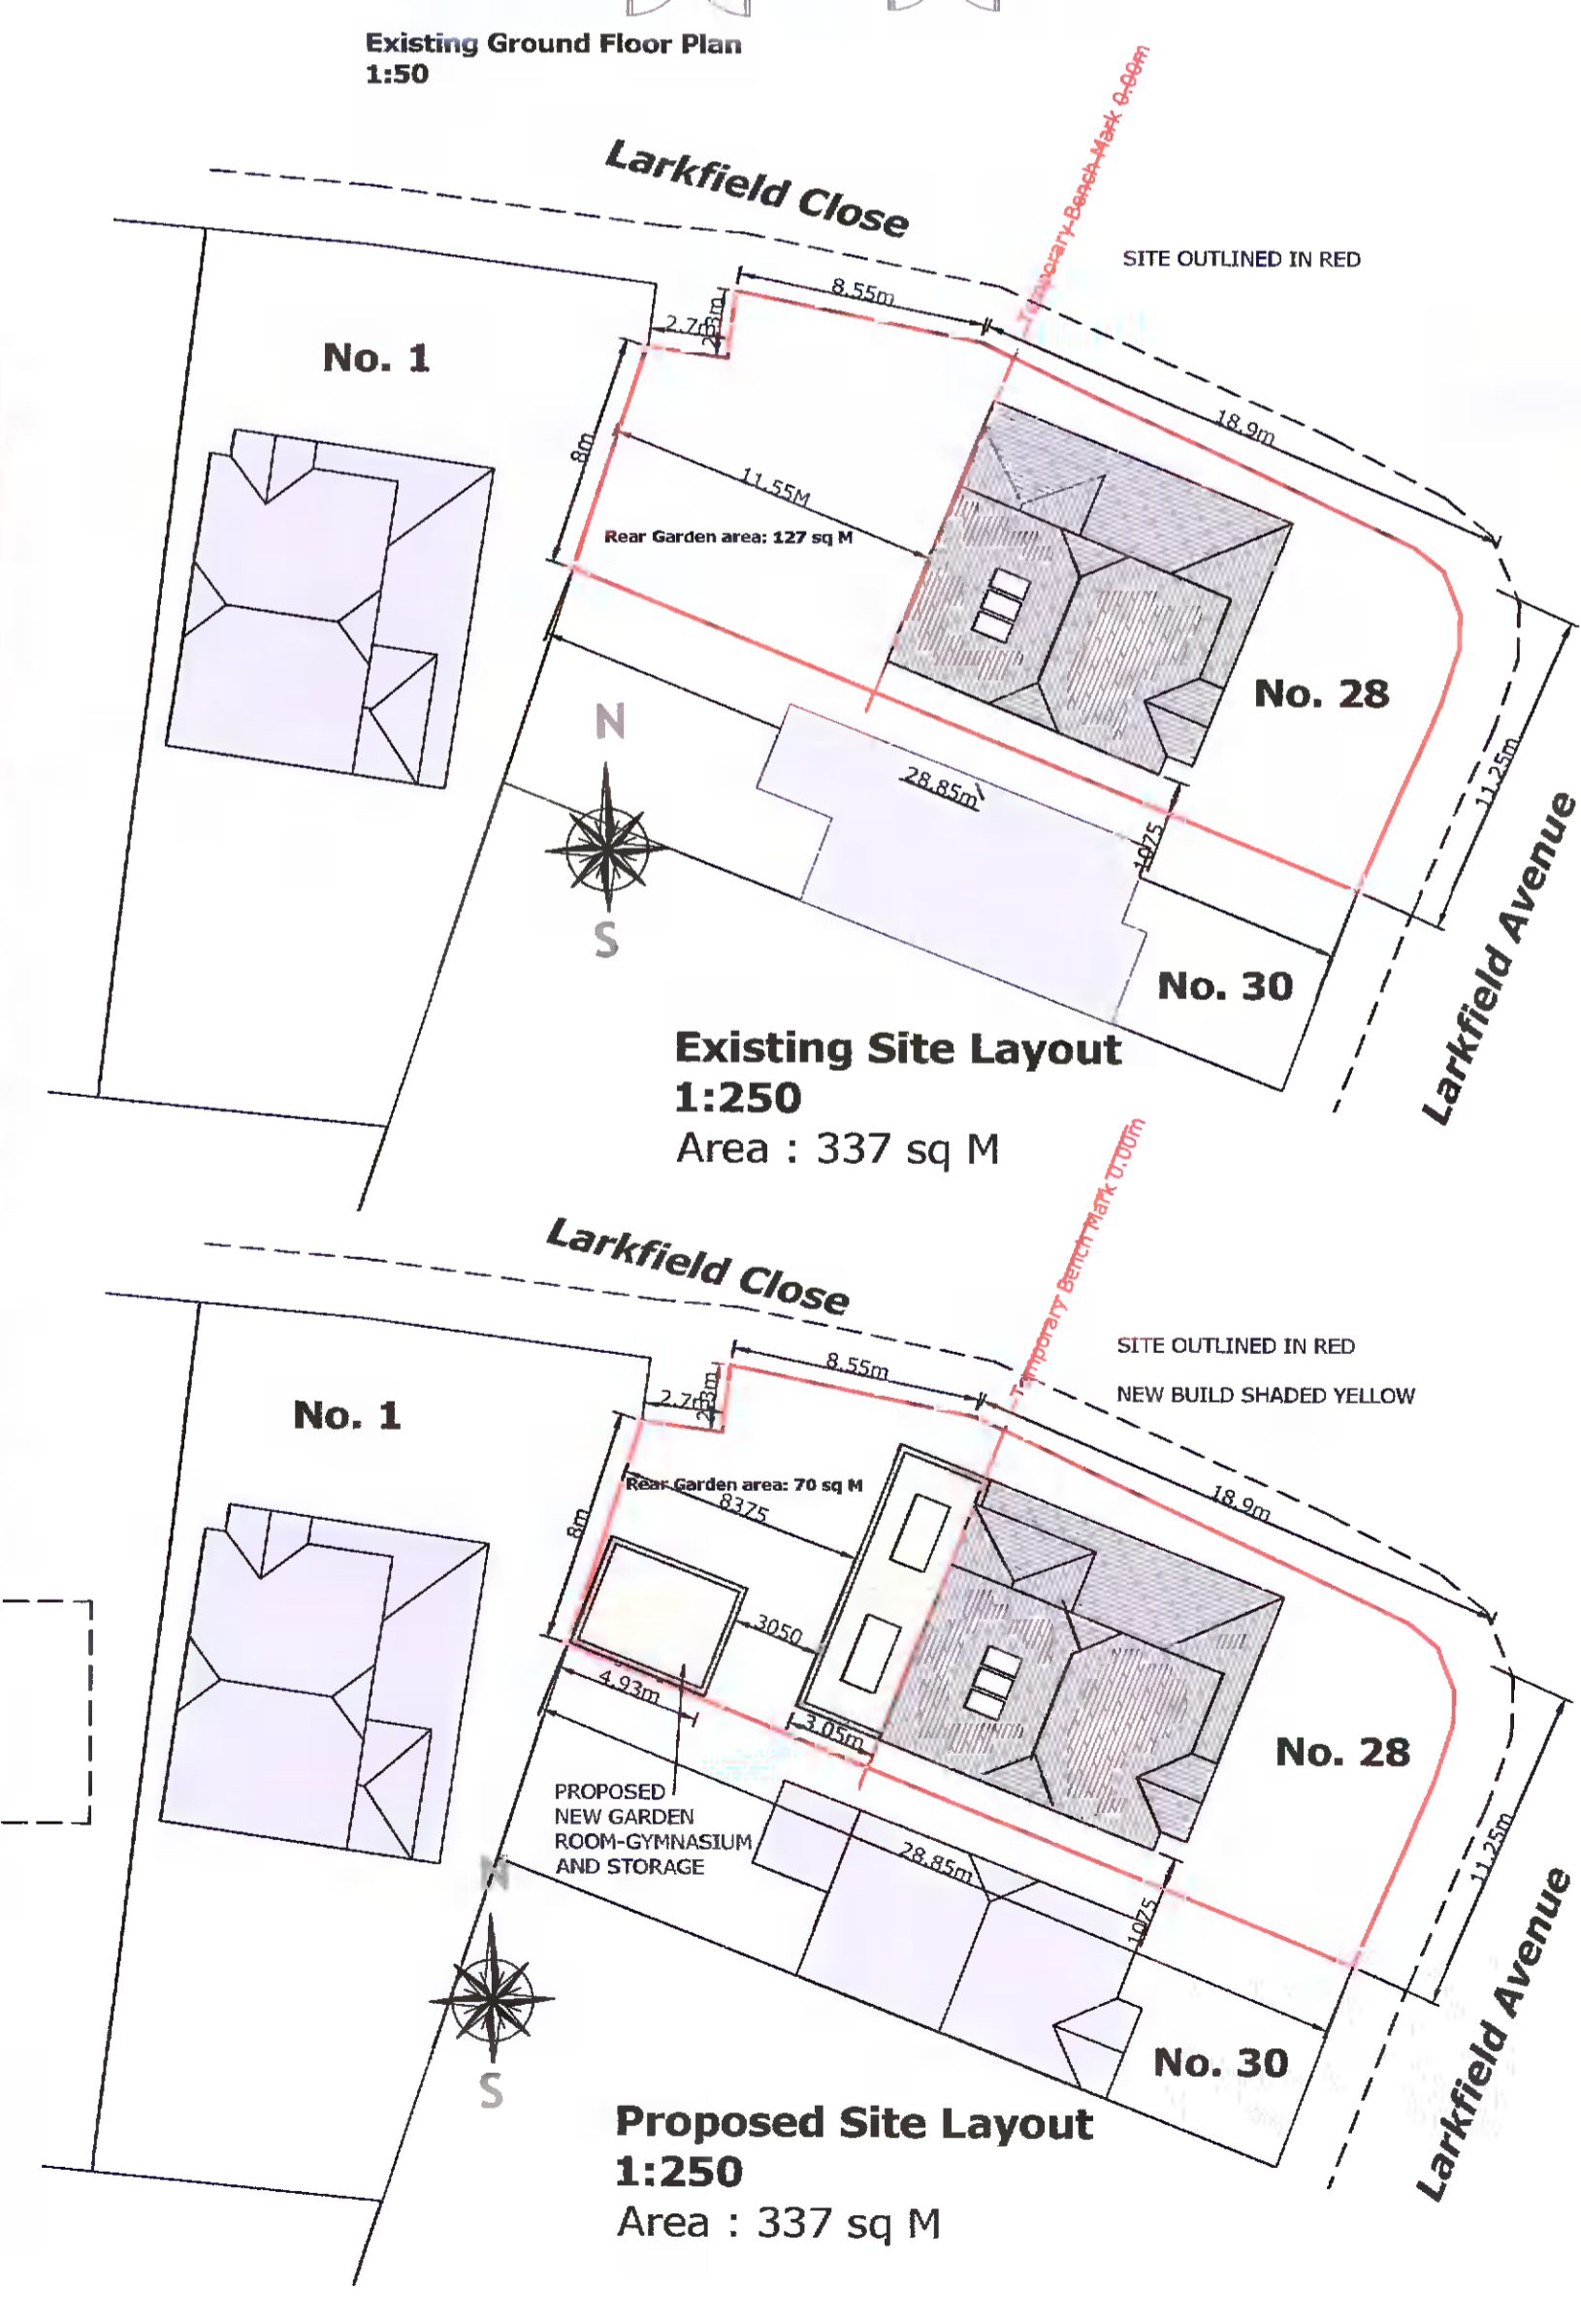 Existing Ground Floor Plan
1:50
Larkfield Close
Temporary Bench Mark 0.00m
SITE OUTLINED IN RED
8.55m
2.7m
No. 1
18.9m
8m
11.55M
Rear Garden area: 127 sq M
No. 28
N
28.85m
11.25m
1075
S
No. 30
Larkfield Avenue
Existing Site Layout
1:250
Area : 337 sq M
Larkfield Close
Temporary Bench Mark 0.00m
SITE OUTLINED IN RED
NEW BUILD SHADED YELLOW
8.55m
2.7m
No. 1
Rear Garden area: 70 sq M
8375
18.9m
8m
3050
4.93m
3.05m
No. 28
PROPOSED
NEW GARDEN
ROOM-GYMNASIUM
AND STORAGE
28.85m
11.25m
1075
N
S
No. 30
Larkfield Avenue
Proposed Site Layout
1:250
Area : 337 sq M